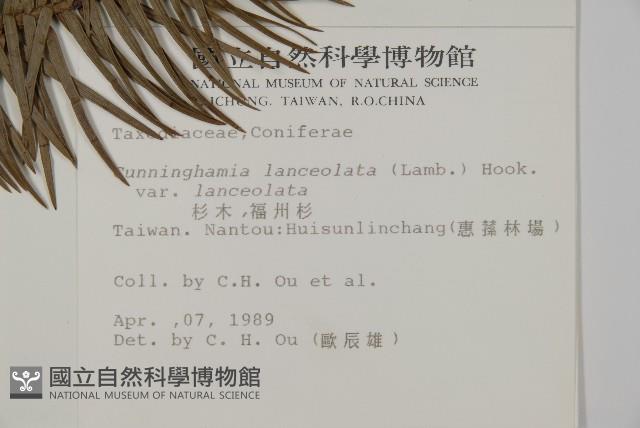 國立自然科學博物館
NATIONAL MUSEUM OF NATURAL SCIENCE
TAIWAN, R.O.CHINA
Taxodiaceae,Coniferae
Cunninghamia lanceolata (Lamb.) Hook.
var. lanceolata
杉木,福州杉
Taiwan. Nantou:Huisunlinchang(惠蓀林場)
Coll. by C.H. Ou et al.
Apr. ,07, 1989
Det. by C. H. Ou (歐辰雄)
國立自然科學博物館
NATIONAL MUSEUM OF NATURAL SCIENCE